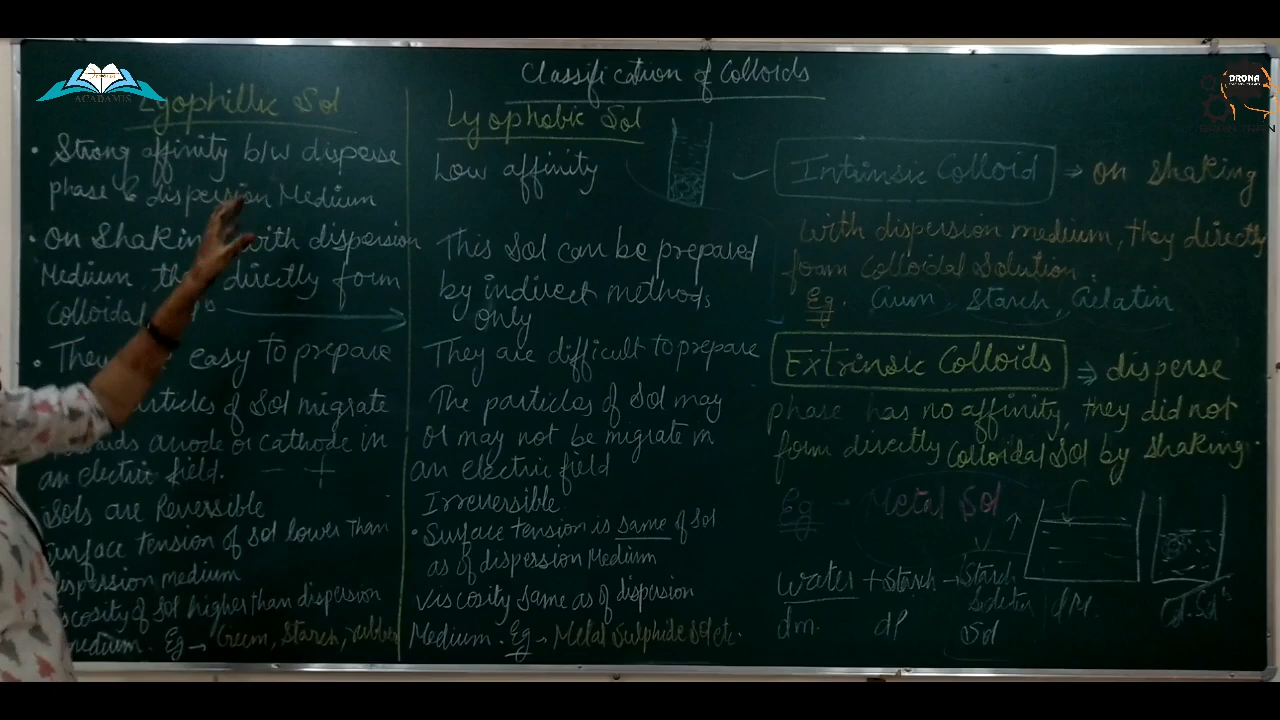 Classification of Colloids
ACADAMIS
DRONA
Lyophillic Sol
• Strong affinity b/w disperse
phase & dispersion Medium
• On Shaking with dispersion
Medium, they directly form
Colloidal
• They easy to prepare
particles of Sol migrate
anode or cathode in
an electric field. - +
Sols are Reversible
Surface tension of sol lower than
dispersion medium
viscosity of sol higher than dispersion
medium. Eg → Gum, Starch, rubber
Lyophobic Sol
Low affinity
This Sol can be prepared
by indirect methods
only
They are difficult to prepare
The particles of Sol may
or may not be migrate in
an electric field
Irreversible
• Surface tension is same of Sol
as of dispersion Medium
viscosity same as of dispersion
Medium. Eg → Metal Sulphide Sol etc.
Intrinsic Colloid ⇒ on shaking
with dispersion medium, they directly
form Colloidal Solution.
Eg. Gum, Starch, Gelatin
Extrinsic Colloids ⇒ disperse
phase has no affinity, they did not
form directly Colloidal Sol by shaking.
Eg → Metal Sol
Water + Starch → Starch
Solution
dm. dp Sol
d.M.